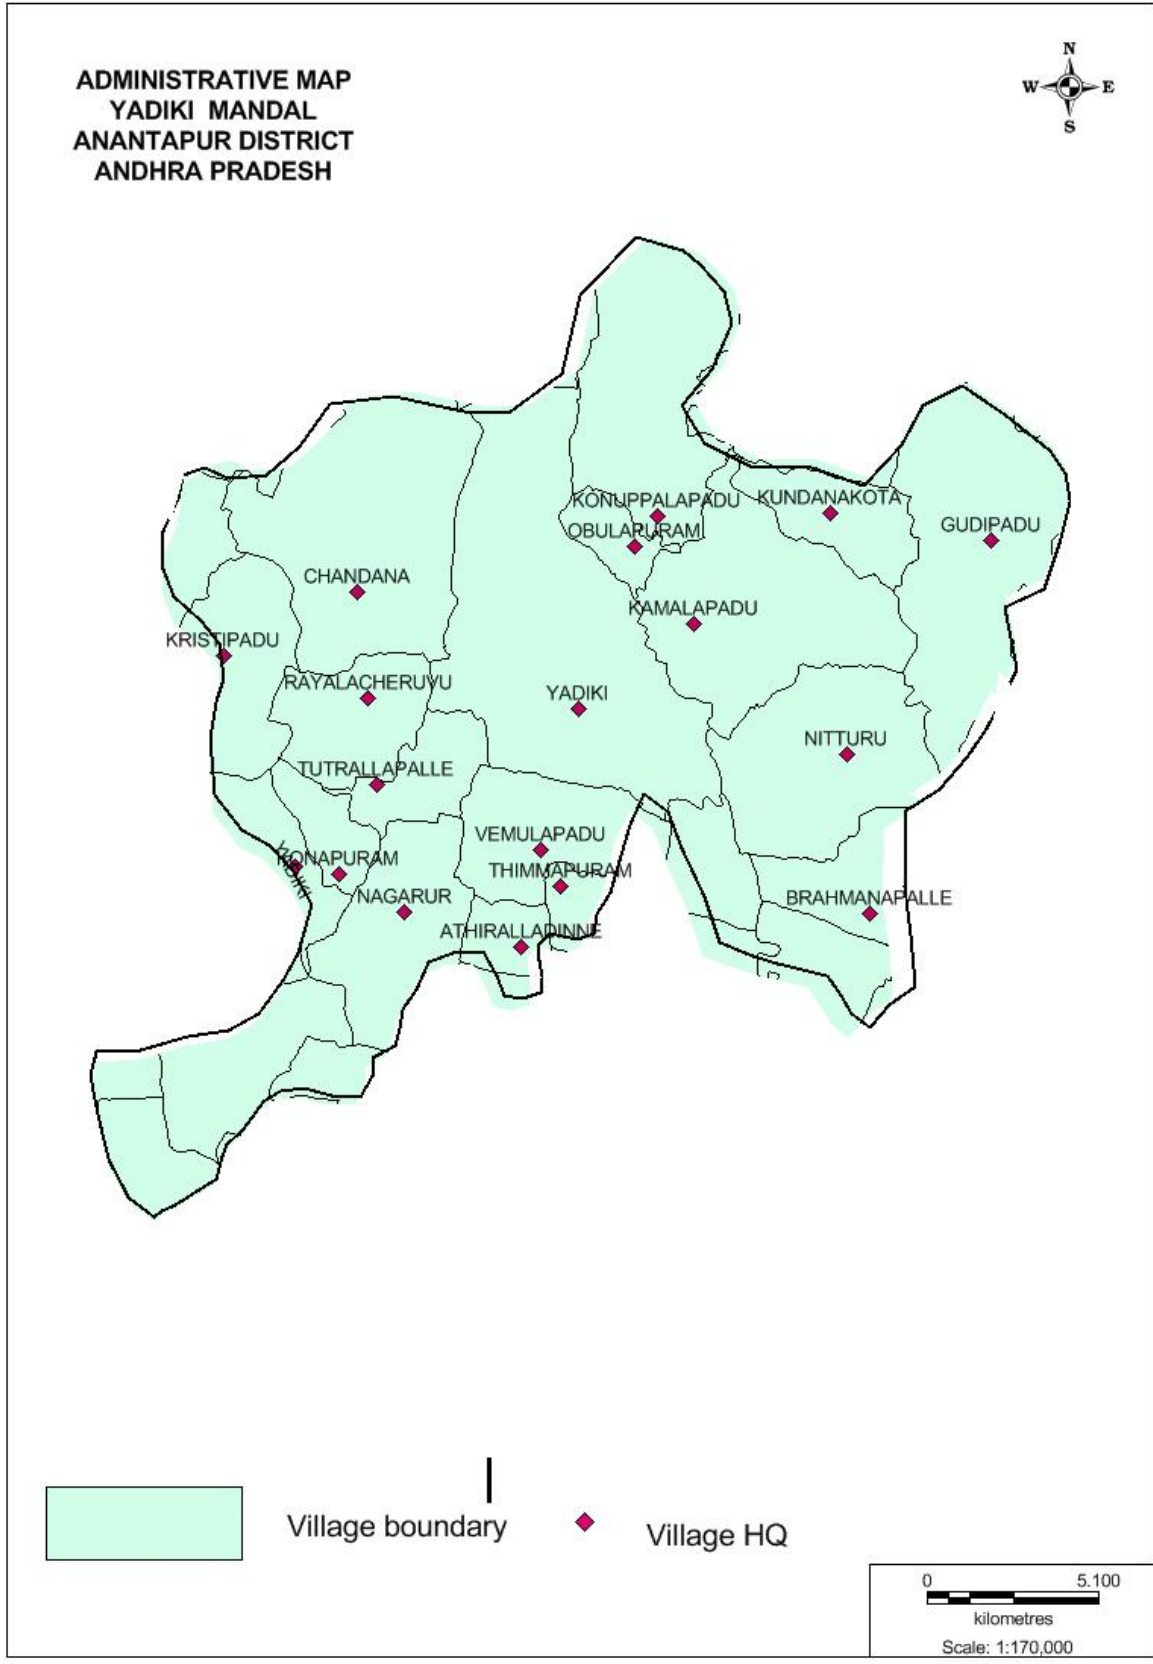 ADMINISTRATIVE MAP
YADIKI MANDAL
ANANTAPUR DISTRICT
ANDHRA PRADESH
N
W E
S
KONUPPALAPADU
KUNDANAKOTA
OBULAPURAM
GUDIPADU
CHANDANA
KAMALAPADU
KRISTIPADU
RAYALACHERUVU
YADIKI
NITTURU
TUTRALLAPALLE
VEMULAPADU
KONAPURAM
YADIKI
THIMMAPURAM
NAGARUR
BRAHMANAPALLE
ATHIRALLADINNE
Village boundary
Village HQ
0 5.100
kilometres
Scale: 1:170,000